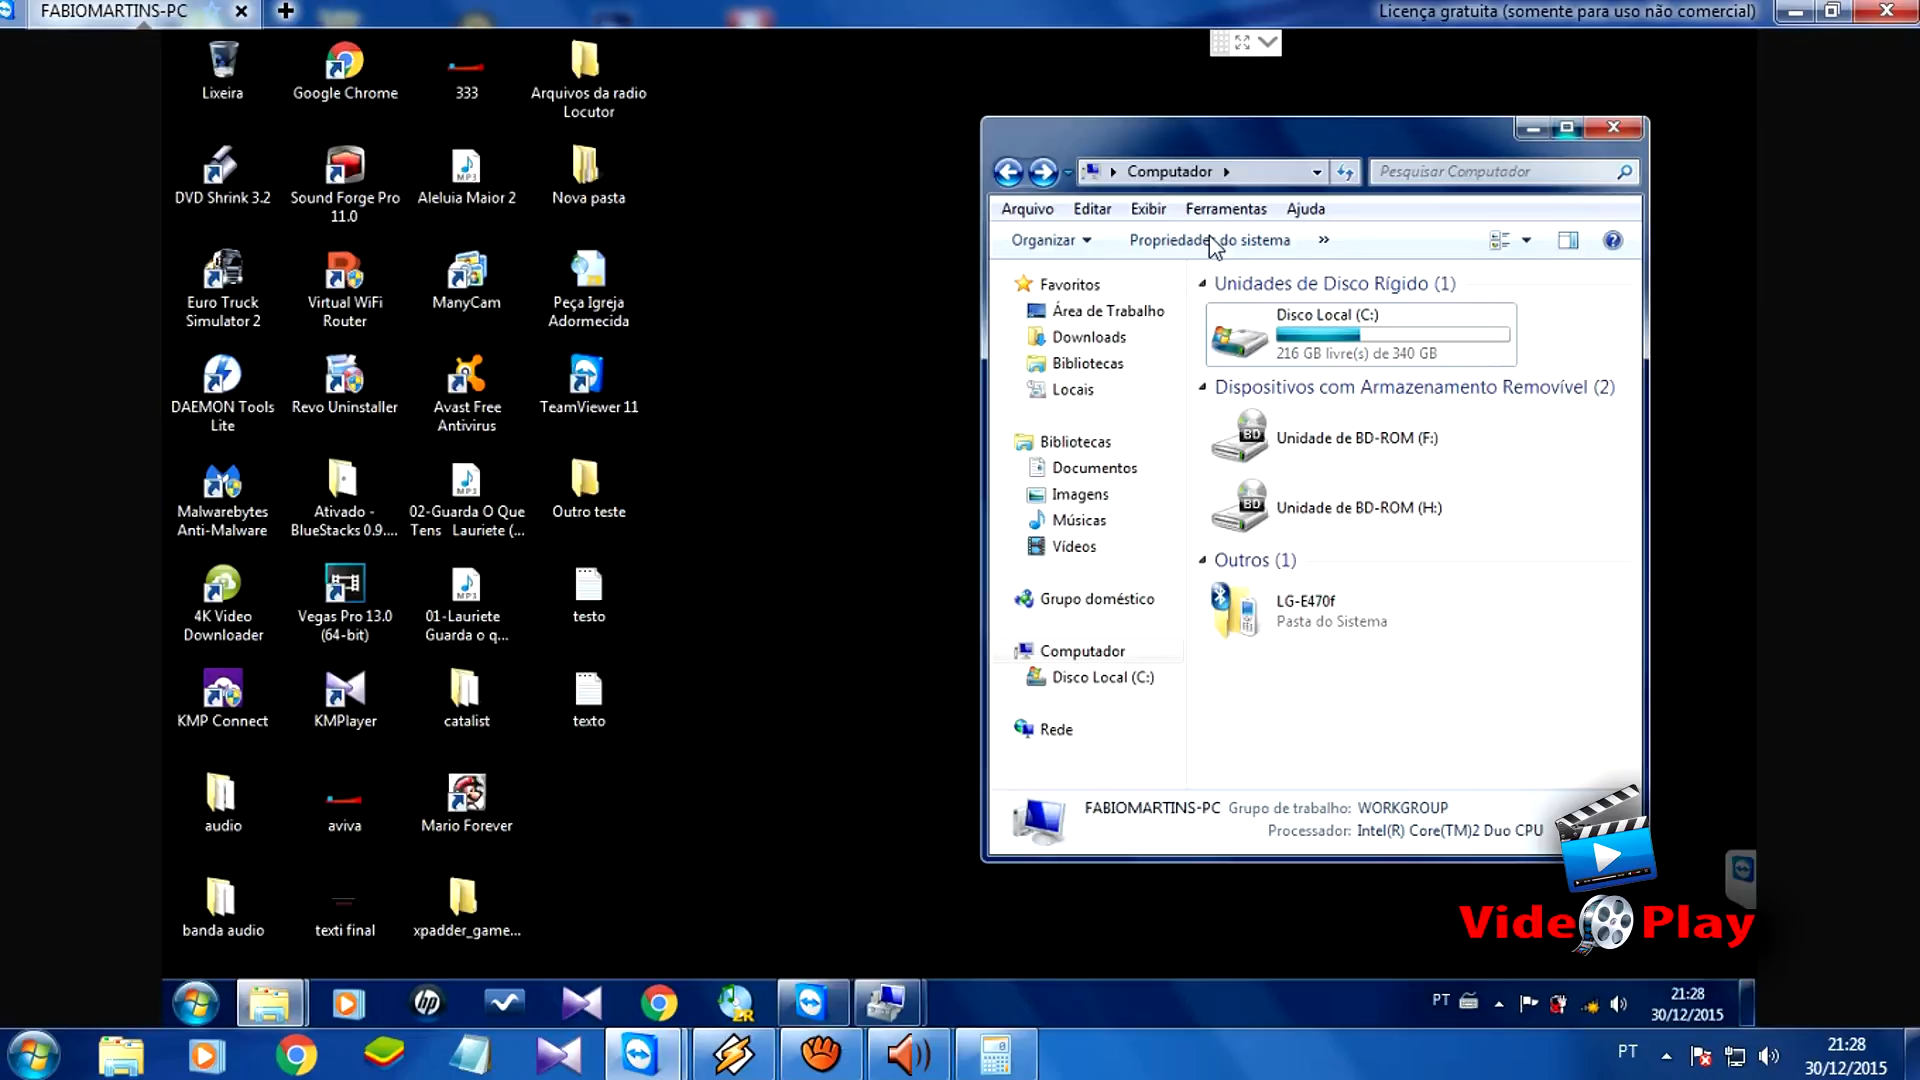 FABIOMARTINS-PC
Licença gratuita (somente para uso não comercial)
Lixeira
Google Chrome
333
Arquivos da radio
Locutor
DVD Shrink 3.2
Sound Forge Pro
11.0
Aleluia Maior 2
Nova pasta
Euro Truck
Simulator 2
Virtual WiFi
Router
ManyCam
Peça Igreja
Adormecida
DAEMON Tools
Lite
Revo Uninstaller
Avast Free
Antivirus
TeamViewer 11
Malwarebytes
Anti-Malware
Ativado -
BlueStacks 0.9....
02-Guarda O Que
Tens Lauriete (...
Outro teste
4K Video
Downloader
Vegas Pro 13.0
(64-bit)
01-Lauriete
Guarda o q...
testo
KMP Connect
KMPlayer
catalist
texto
audio
aviva
Mario Forever
banda audio
texti final
xpadder_game...
Computador
Pesquisar Computador
Arquivo Editar Exibir Ferramentas Ajuda
Organizar Propriedades do sistema »
Favoritos
Área de Trabalho
Downloads
Bibliotecas
Locais
Bibliotecas
Documentos
Imagens
Músicas
Vídeos
Grupo doméstico
Computador
Disco Local (C:)
Rede
Unidades de Disco Rígido (1)
Disco Local (C:)
216 GB livre(s) de 340 GB
Dispositivos com Armazenamento Removível (2)
BD
Unidade de BD-ROM (F:)
BD
Unidade de BD-ROM (H:)
Outros (1)
LG-E470f
Pasta do Sistema
FABIOMARTINS-PC Grupo de trabalho: WORKGROUP
Processador: Intel(R) Core(TM)2 Duo CPU
Vide Play
PT
21:28
30/12/2015
PT
21:28
30/12/2015